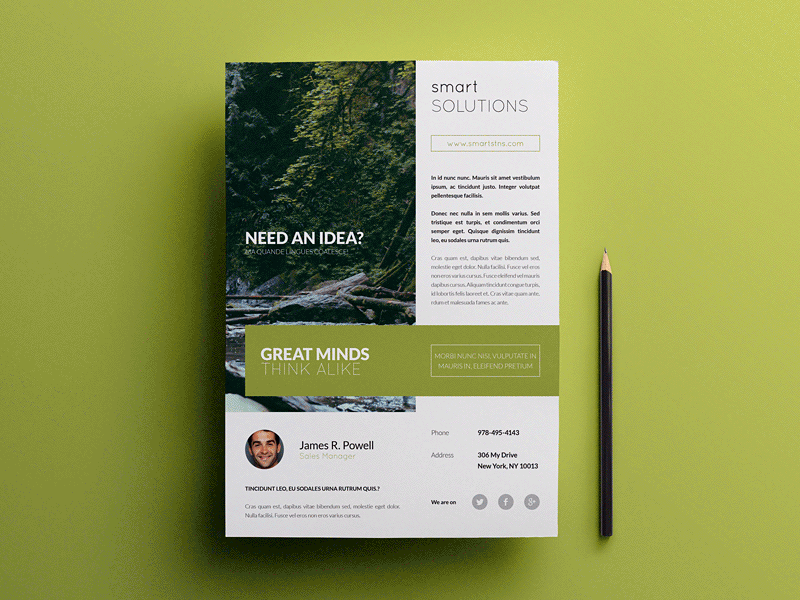 smart
SOLUTIONS
www.smartstns.com
In id nunc nunc. Mauris sit amet vestibulum
ipsum, ac tincidunt justo. Integer volutpat
pellentesque facilisis.
Donec nec nulla in sem mollis varius. Sed
tristique est turpis, et condimentum orci
semper eget. Quisque dignissim tincidunt
leo, eu sodales urna rutrum quis.
Cras quam est, dapibus vitae bibendum sed,
molestie eget dolor. Nulla facilisi. Fusce vel eros
non eros varius cursus. Fusce eleifend vel mauris
dapibus cursus. Aliquam tincidunt congue turpis,
id lobortis felis laoreet et. Cras vitae quam ante.
rdum et malesuada fames ac ante.
NEED AN IDEA?
MA QUANDE LINGUES COALESCE!
GREAT MINDS
THINK ALIKE
MORBI NUNC NISI, VULPUTATE IN
MAURIS IN, ELEIFEND PRETIUM
James R. Powell
Sales Manager
TINCIDUNT LEO, EU SODALES URNA RUTRUM QUIS.?
Cras quam est, dapibus vitae bibendum sed, molestie eget dolor.
Nulla facilisi. Fusce vel eros non eros varius cursus.
Phone 978-495-4143
Address 306 My Drive
New York, NY 10013
We are on